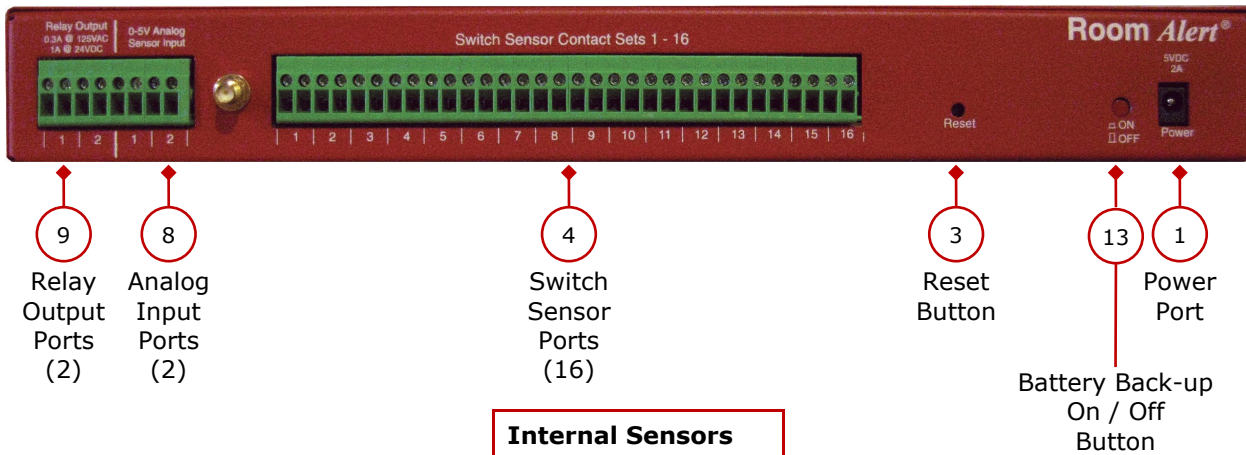 Relay Output
0.3A @ 125VAC
1A @ 24VDC
0-5V Analog
Sensor Input
Switch Sensor Contact Sets 1 - 16
Room Alert®
5VDC
2A
1 2 1 2
1 2 3 4 5 6 7 8 9 10 11 12 13 14 15 16
Reset
ON
OFF
Power
9
Relay
Output
Ports
(2)
8
Analog
Input
Ports
(2)
4
Switch
Sensor
Ports
(16)
3
Reset
Button
13
Battery Back-up
On / Off
Button
1
Power
Port
Internal Sensors